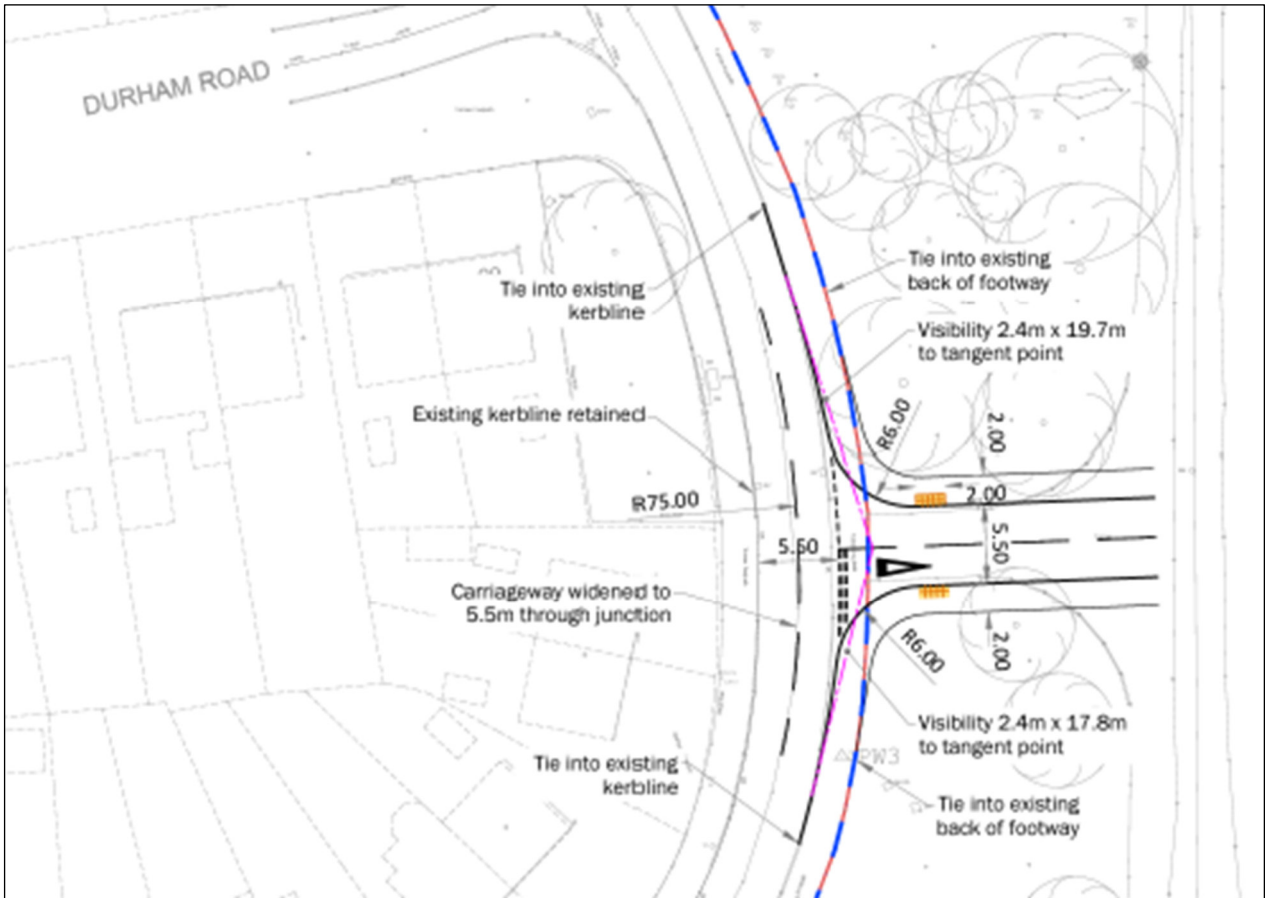 DURHAM ROAD
Tie into existing
kerbline
Tie into existing
back of footway
Visibility 2.4m x 19.7m
to tangent point
Existing kerbline retained
R6.00
2.00
2.00
R75.00
5.50
5.50
Carriageway widened to
5.5m through junction
R6.00
2.00
Visibility 2.4m x 17.8m
to tangent point
Tie into existing
kerbline
Tie into existing
back of footway